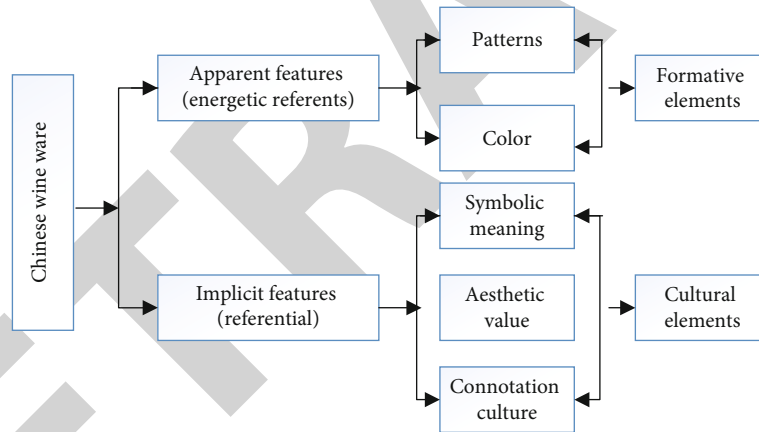 Chinese wine ware
Apparent features
(energetic referents)
Implicit features
(referential)
Patterns
Color
Symbolic
meaning
Aesthetic
value
Connotation
culture
Formative
elements
Cultural
elements